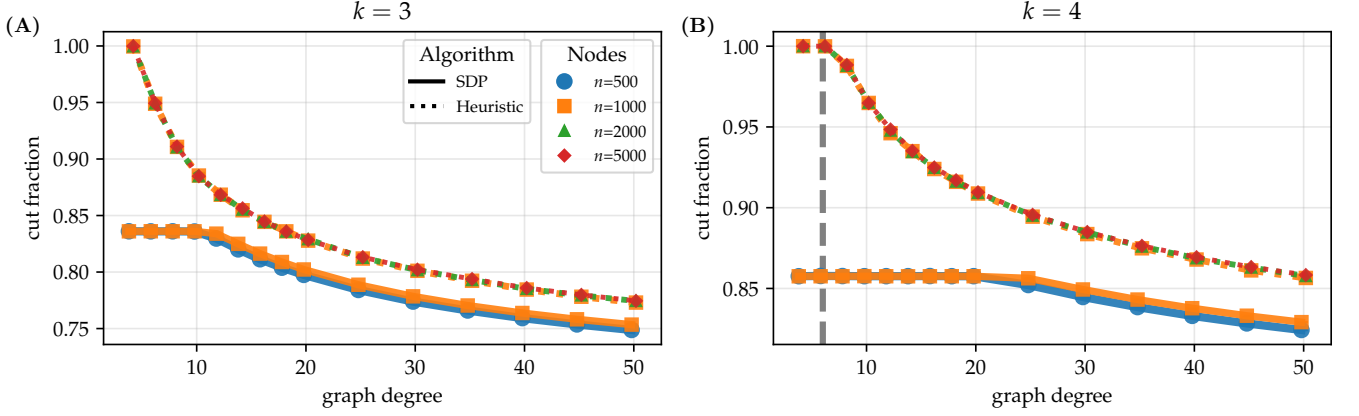 (A)
k = 3
1.00
0.95
0.90
0.85
0.80
0.75
cut fraction
10
20
30
40
50
graph degree
Algorithm
SDP
Heuristic
Nodes
n=500
n=1000
n=2000
n=5000
(B)
k = 4
1.00
0.95
0.90
0.85
cut fraction
10
20
30
40
50
graph degree